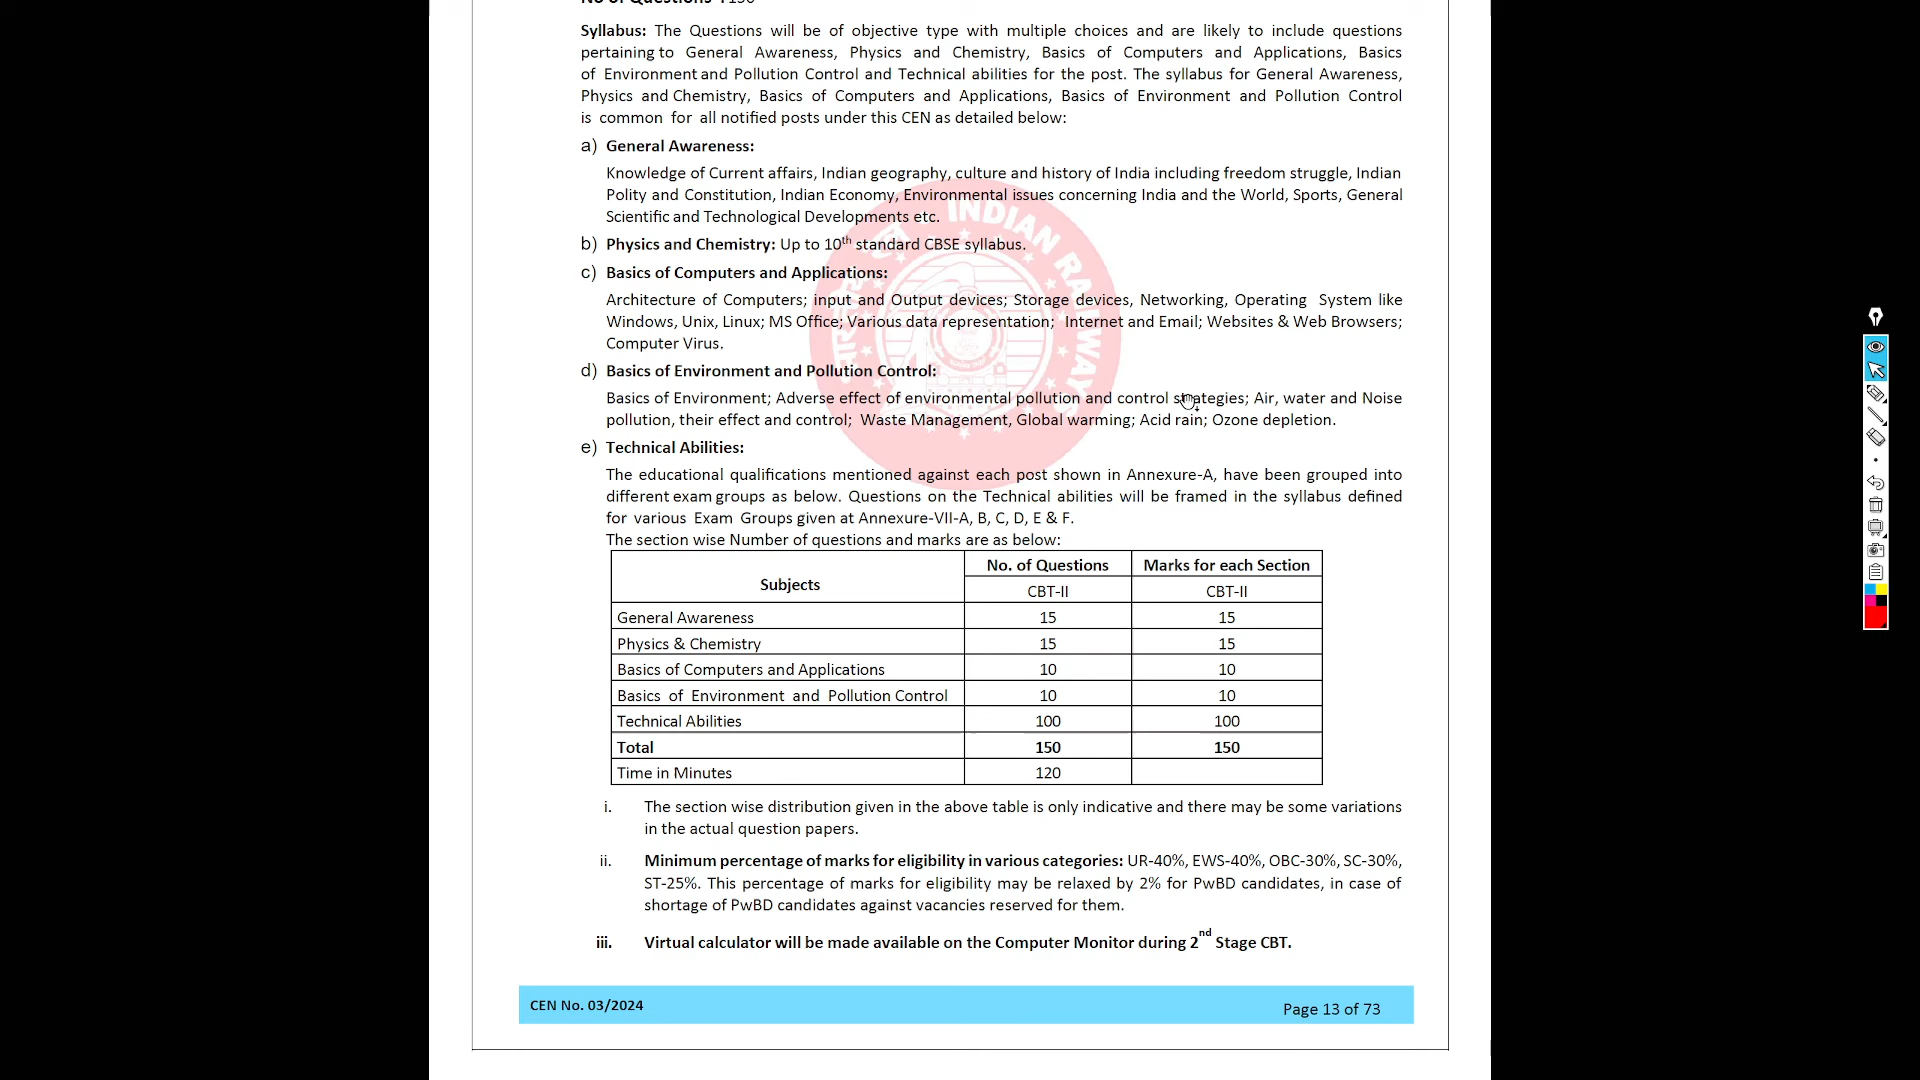 No of Questions : 150
Syllabus: The Questions will be of objective type with multiple choices and are likely to include questions
pertaining to General Awareness, Physics and Chemistry, Basics of Computers and Applications, Basics
of Environment and Pollution Control and Technical abilities for the post. The syllabus for General Awareness,
Physics and Chemistry, Basics of Computers and Applications, Basics of Environment and Pollution Control
is common for all notified posts under this CEN as detailed below:
a) General Awareness:
Knowledge of Current affairs, Indian geography, culture and history of India including freedom struggle, Indian
Polity and Constitution, Indian Economy, Environmental issues concerning India and the World, Sports, General
Scientific and Technological Developments etc.
b) Physics and Chemistry: Up to 10th standard CBSE syllabus.
c) Basics of Computers and Applications:
Architecture of Computers; input and Output devices; Storage devices, Networking, Operating System like
Windows, Unix, Linux; MS Office; Various data representation; Internet and Email; Websites & Web Browsers;
Computer Virus.
d) Basics of Environment and Pollution Control:
Basics of Environment; Adverse effect of environmental pollution and control strategies; Air, water and Noise
pollution, their effect and control; Waste Management, Global warming; Acid rain; Ozone depletion.
e) Technical Abilities:
The educational qualifications mentioned against each post shown in Annexure-A, have been grouped into
different exam groups as below. Questions on the Technical abilities will be framed in the syllabus defined
for various Exam Groups given at Annexure-VII-A, B, C, D, E & F.
The section wise Number of questions and marks are as below:
Subjects No. of Questions Marks for each Section
CBT-II CBT-II
General Awareness 15 15
Physics & Chemistry 15 15
Basics of Computers and Applications 10 10
Basics of Environment and Pollution Control 10 10
Technical Abilities 100 100
Total 150 150
Time in Minutes 120
i. The section wise distribution given in the above table is only indicative and there may be some variations
in the actual question papers.
ii. Minimum percentage of marks for eligibility in various categories: UR-40%, EWS-40%, OBC-30%, SC-30%,
ST-25%. This percentage of marks for eligibility may be relaxed by 2% for PwBD candidates, in case of
shortage of PwBD candidates against vacancies reserved for them.
iii. Virtual calculator will be made available on the Computer Monitor during 2nd Stage CBT.
CEN No. 03/2024
Page 13 of 73
INDIAN RAILWAYS
भारतीय रेल